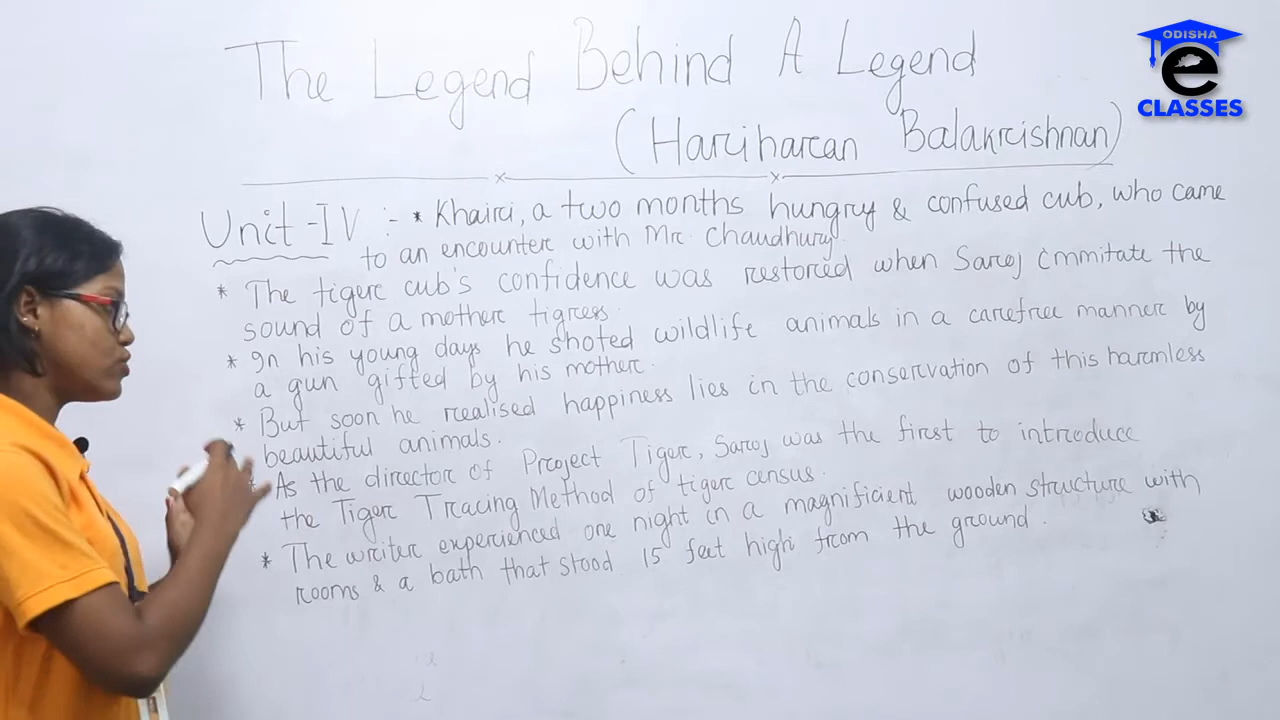 The Legend Behind A Legend
(Hariharan Balakrishnan)
Unit-IV :- * Khairi, a two months hungry & confused cub, who came
to an encounter with Mr. Chaudhury.
* The tiger cub's confidence was restored when Saroj immitate the
sound of a mother tigress.
* In his young days he shoted wildlife animals in a carefree manner by
a gun gifted by his mother.
* But soon he realised happiness lies in the conservation of this harmless
beautiful animals.
* As the director of Project Tiger, Saroj was the first to introduce
the Tiger Tracing Method of tiger census.
* The writer experienced one night in a magnificient wooden structure with
rooms & a bath that stood 15 feet high from the ground.
ODISHA
e
CLASSES